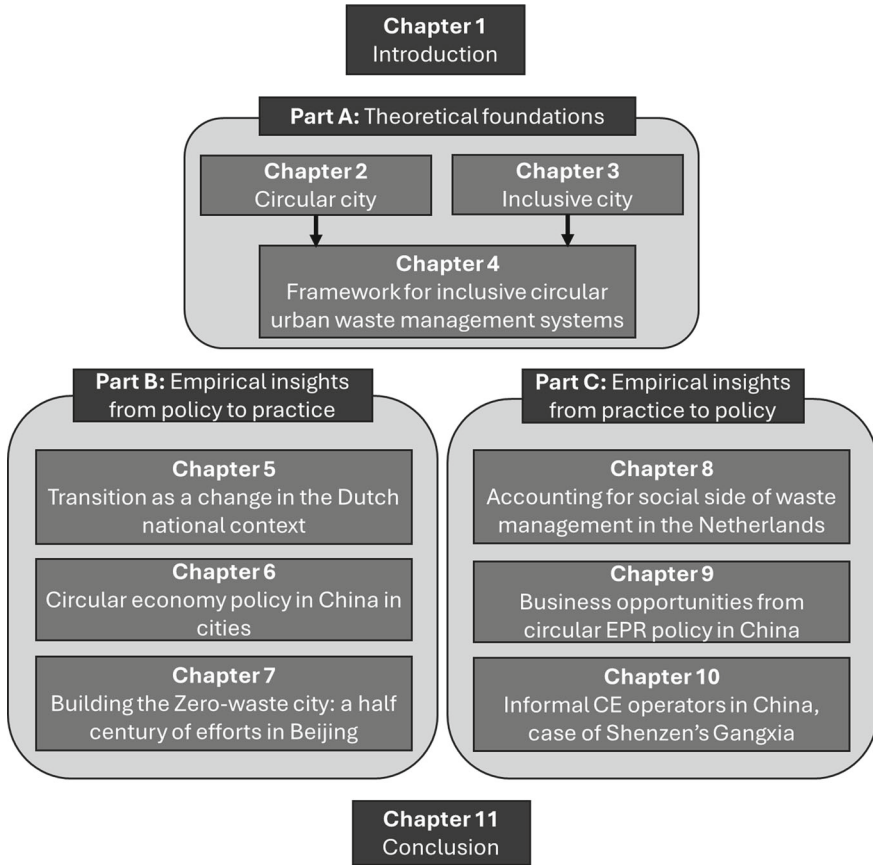 Chapter 1
Introduction
Part A: Theoretical foundations
Chapter 2
Circular city
Chapter 3
Inclusive city
Chapter 4
Framework for inclusive circular
urban waste management systems
Part B: Empirical insights
from policy to practice
Chapter 5
Transition as a change in the Dutch
national context
Chapter 6
Circular economy policy in China in
cities
Chapter 7
Building the Zero-waste city: a half
century of efforts in Beijing
Part C: Empirical insights
from practice to policy
Chapter 8
Accounting for social side of waste
management in the Netherlands
Chapter 9
Business opportunities from
circular EPR policy in China
Chapter 10
Informal CE operators in China,
case of Shenzen’s Gangxia
Chapter 11
Conclusion